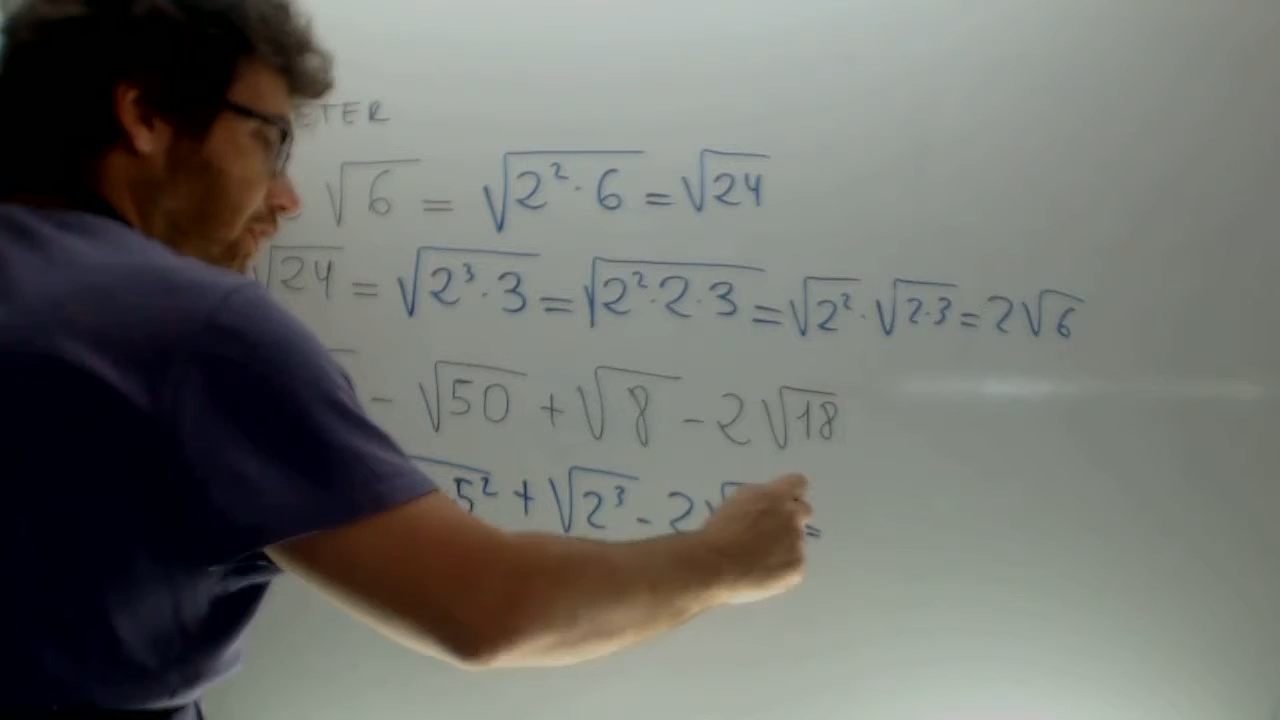 ETER
√6 = √2²·6 = √24
√24 = √2³·3 = √2²·2·3 = √2²·√2·3 = 2√6
- √50 + √8 - 2√18
5² + √2³ - 2√ =